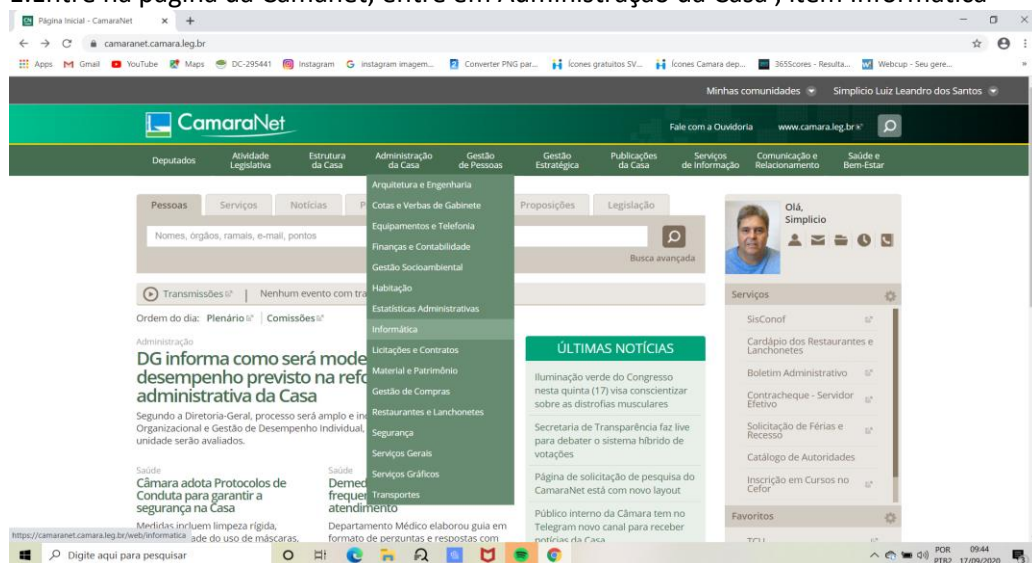 1.Entre na página da Camanet, entre em Administração da Casa , item Informática
Página Inicial - CamaraNet
camaranet.camara.leg.br
Apps Gmail YouTube Maps DC-295441 Instagram instagram imagem... Converter PNG par... Ícones gratuitos SV... Ícones Camara dep... 365Scores - Resulta... Webcup - Seu gere... »
Minhas comunidades Simplicio Luiz Leandro dos Santos
CamaraNet
Fale com a Ouvidoria www.camara.leg.br
Deputados
Atividade
Legislativa
Estrutura
da Casa
Administração
da Casa
Gestão
de Pessoas
Gestão
Estratégica
Publicações
da Casa
Serviços
de Informação
Comunicação e
Relacionamento
Saúde e
Bem-Estar
Arquitetura e Engenharia
Cotas e Verbas de Gabinete
Equipamentos e Telefonia
Finanças e Contabilidade
Gestão Socioambiental
Habitação
Estatísticas Administrativas
Informática
Licitações e Contratos
Material e Patrimônio
Gestão de Compras
Restaurantes e Lanchonetes
Segurança
Serviços Gerais
Serviços Gráficos
Transportes
Pessoas Serviços Notícias P Proposições Legislação
Nomes, órgãos, ramais, e-mail, pontos
Busca avançada
Transmissões | Nenhum evento com tra
Ordem do dia: Plenário | Comissões
Administração
DG informa como será mode
desempenho previsto na refo
administrativa da Casa
Segundo a Diretoria-Geral, processo será amplo e in
Organizacional e Gestão de Desempenho Individual,
unidade serão avaliados.
Saúde
Câmara adota Protocolos de
Conduta para garantir a
segurança na Casa
Medidas incluem limpeza rígida,
ade do uso de máscaras,
Saúde
Demed
frequen
atendimento
Departamento Médico elaborou guia em
formato de perguntas e respostas com
ÚLTIMAS NOTÍCIAS
Iluminação verde do Congresso
nesta quinta (17) visa conscientizar
sobre as distrofias musculares
Secretaria de Transparência faz live
para debater o sistema híbrido de
votações
Página de solicitação de pesquisa do
CamaraNet está com novo layout
Público interno da Câmara tem no
Telegram novo canal para receber
notícias da Casa
Olá,
Simplicio
Serviços
SisConof
Cardápio dos Restaurantes e
Lanchonetes
Boletim Administrativo
Contracheque - Servidor
Efetivo
Solicitação de Férias e
Recesso
Catálogo de Autoridades
Inscrição em Cursos no
Cefor
Favoritos
TCU
https://camaranet.camara.leg.br/web/informatica
Digite aqui para pesquisar
POR
PTB2
09:44
17/09/2020